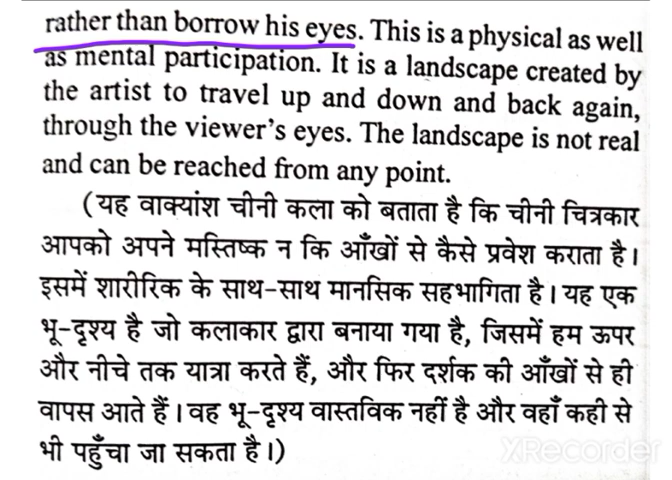 rather than borrow his eyes. This is a physical as well
as mental participation. It is a landscape created by
the artist to travel up and down and back again,
through the viewer's eyes. The landscape is not real
and can be reached from any point.
(यह वाक्यांश चीनी कला को बताता है कि चीनी चित्रकार
आपको अपने मस्तिष्क न कि आँखों से कैसे प्रवेश कराता है।
इसमें शारीरिक के साथ-साथ मानसिक सहभागिता है। यह एक
भू-दृश्य है जो कलाकार द्वारा बनाया गया है, जिसमें हम ऊपर
और नीचे तक यात्रा करते हैं, और फिर दर्शक की आँखों से ही
वापस आते हैं। वह भू-दृश्य वास्तविक नहीं है और वहाँ कही से
भी पहुँचा जा सकता है।)
XRecorder